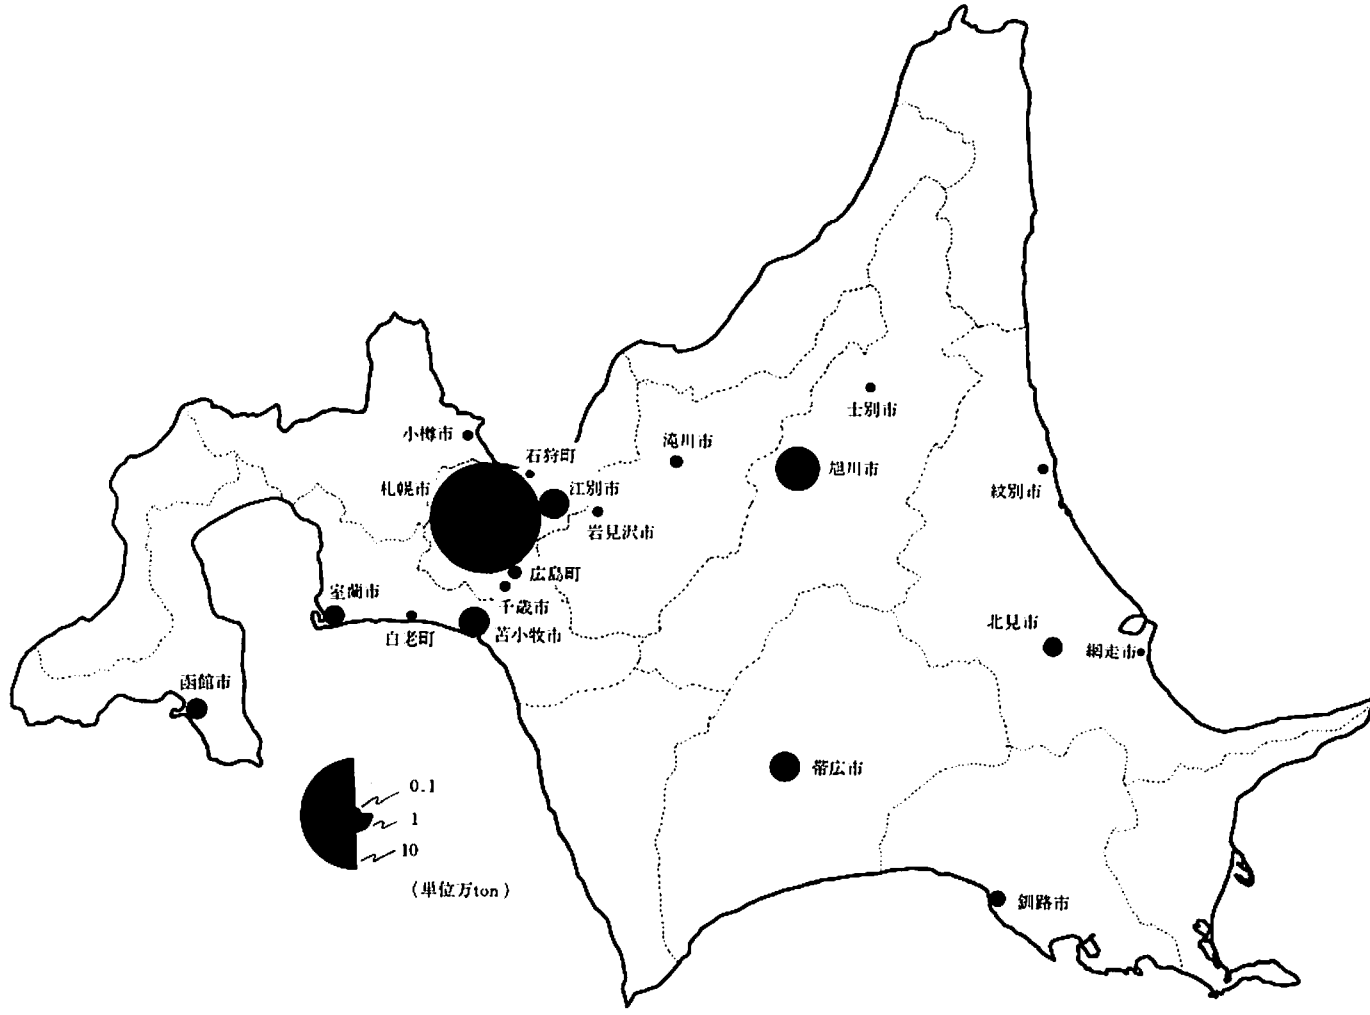 士別市
小樽市
滝川市
石狩町
旭川市
札幌市
江別市
紋別市
岩見沢市
広島町
室蘭市
千歳市
白老町
苫小牧市
北見市
網走市
函館市
帯広市
0.1
1
10
(単位万ton)
釧路市